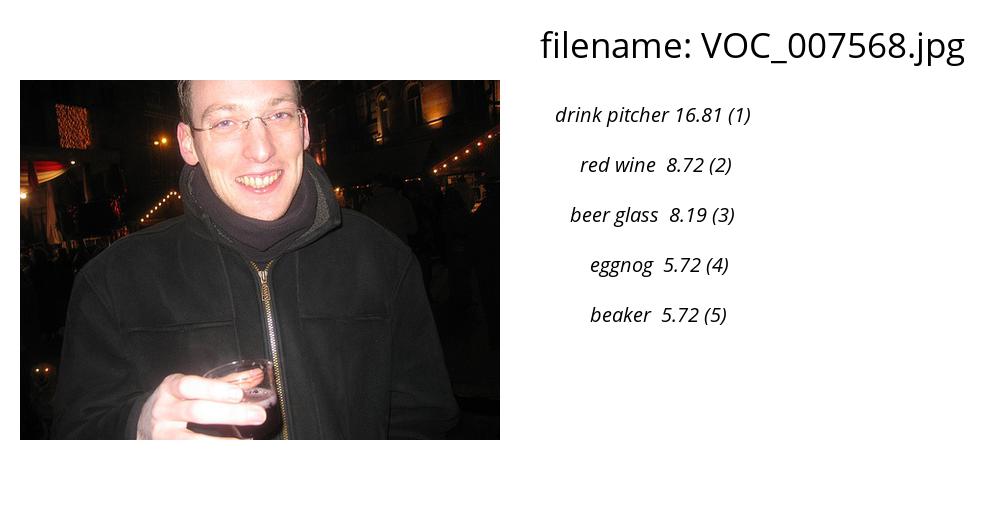 filename: VOC_007568.jpg
drink pitcher 16.81 (1)
red wine 8.72 (2)
beer glass 8.19 (3)
eggnog 5.72 (4)
beaker 5.72 (5)